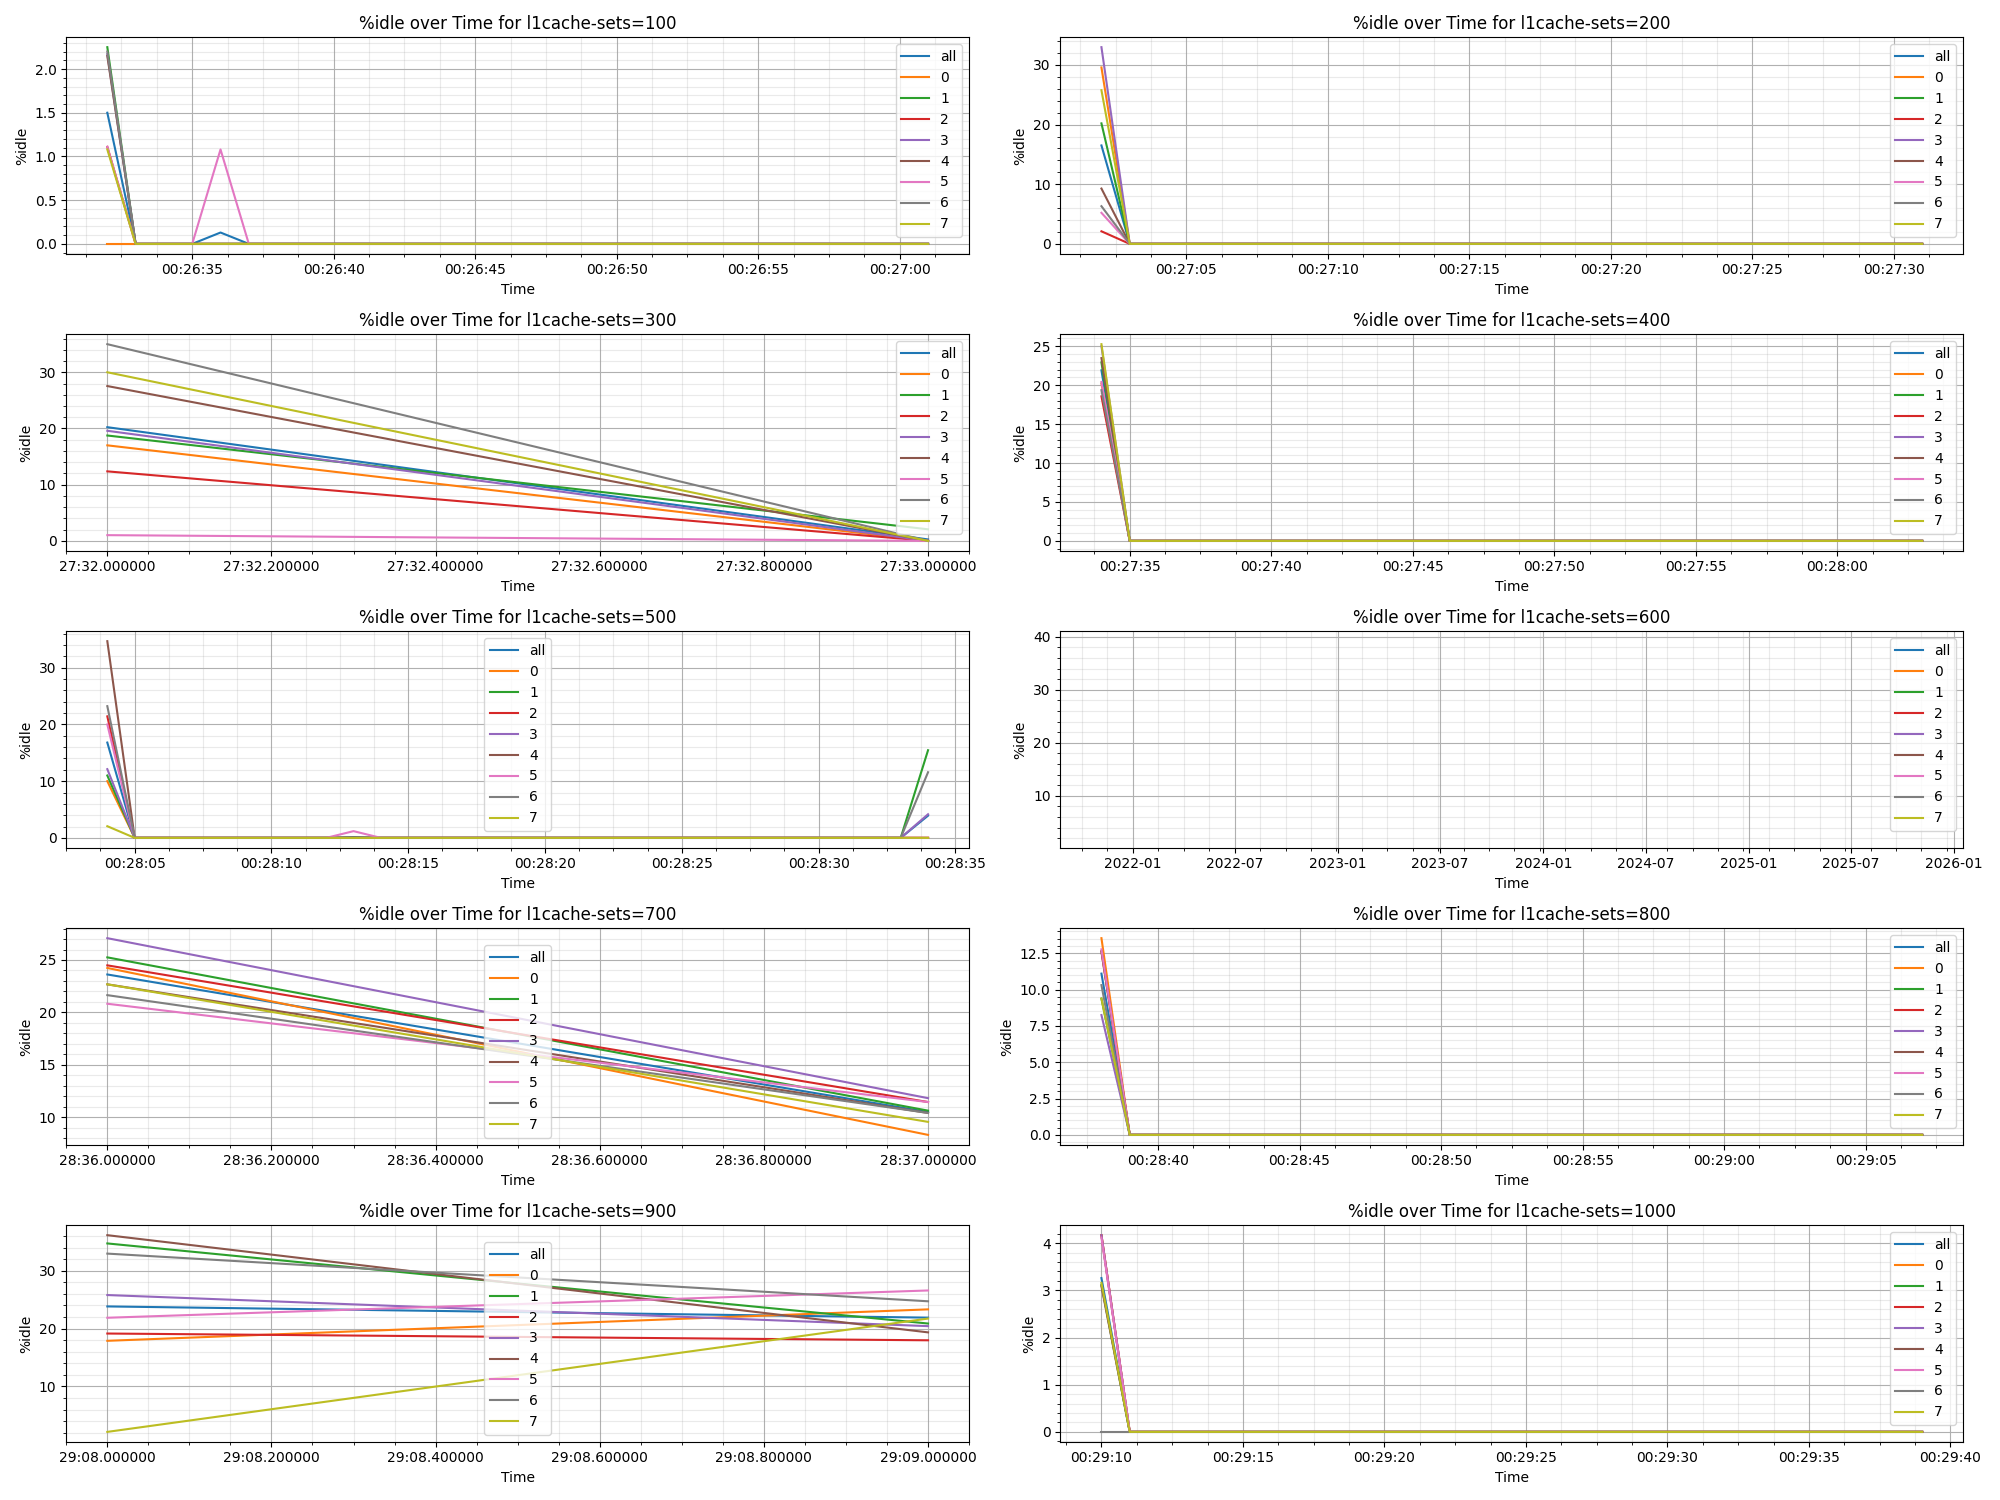 %idle over Time for l1cache-sets=100
%idle
2.0
1.5
1.0
0.5
0.0
all
0
1
2
3
4
5
6
7
00:26:35 00:26:40 00:26:45 00:26:50 00:26:55 00:27:00
Time
%idle over Time for l1cache-sets=200
%idle
30
20
10
0
all
0
1
2
3
4
5
6
7
00:27:05 00:27:10 00:27:15 00:27:20 00:27:25 00:27:30
Time
%idle over Time for l1cache-sets=300
%idle
30
20
10
0
all
0
1
2
3
4
5
6
7
27:32.000000 27:32.200000 27:32.400000 27:32.600000 27:32.800000 27:33.000000
Time
%idle over Time for l1cache-sets=400
%idle
25
20
15
10
5
0
all
0
1
2
3
4
5
6
7
00:27:35 00:27:40 00:27:45 00:27:50 00:27:55 00:28:00
Time
%idle over Time for l1cache-sets=500
%idle
30
20
10
0
all
0
1
2
3
4
5
6
7
00:28:05 00:28:10 00:28:15 00:28:20 00:28:25 00:28:30 00:28:35
Time
%idle over Time for l1cache-sets=600
%idle
40
30
20
10
all
0
1
2
3
4
5
6
7
2022-01 2022-07 2023-01 2023-07 2024-01 2024-07 2025-01 2025-07 2026-01
Time
%idle over Time for l1cache-sets=700
%idle
25
20
15
10
all
0
1
2
3
4
5
6
7
28:36.000000 28:36.200000 28:36.400000 28:36.600000 28:36.800000 28:37.000000
Time
%idle over Time for l1cache-sets=800
%idle
12.5
10.0
7.5
5.0
2.5
0.0
all
0
1
2
3
4
5
6
7
00:28:40 00:28:45 00:28:50 00:28:55 00:29:00 00:29:05
Time
%idle over Time for l1cache-sets=900
%idle
30
20
10
all
0
1
2
3
4
5
6
7
29:08.000000 29:08.200000 29:08.400000 29:08.600000 29:08.800000 29:09.000000
Time
%idle over Time for l1cache-sets=1000
%idle
4
3
2
1
0
all
0
1
2
3
4
5
6
7
00:29:10 00:29:15 00:29:20 00:29:25 00:29:30 00:29:35 00:29:40
Time